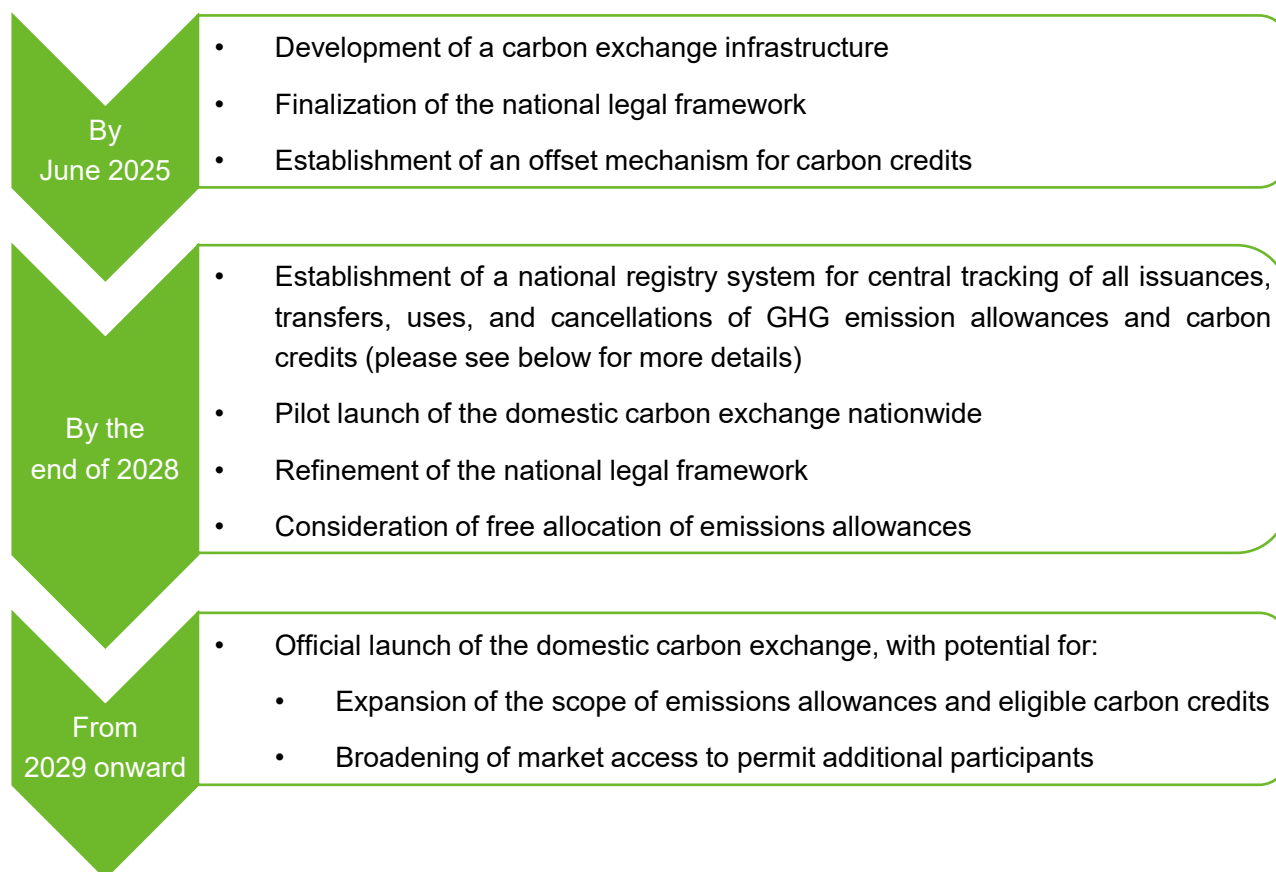 By
June 2025
• Development of a carbon exchange infrastructure
• Finalization of the national legal framework
• Establishment of an offset mechanism for carbon credits
By the
end of 2028
• Establishment of a national registry system for central tracking of all issuances,
transfers, uses, and cancellations of GHG emission allowances and carbon
credits (please see below for more details)
• Pilot launch of the domestic carbon exchange nationwide
• Refinement of the national legal framework
• Consideration of free allocation of emissions allowances
From
2029 onward
• Official launch of the domestic carbon exchange, with potential for:
• Expansion of the scope of emissions allowances and eligible carbon credits
• Broadening of market access to permit additional participants